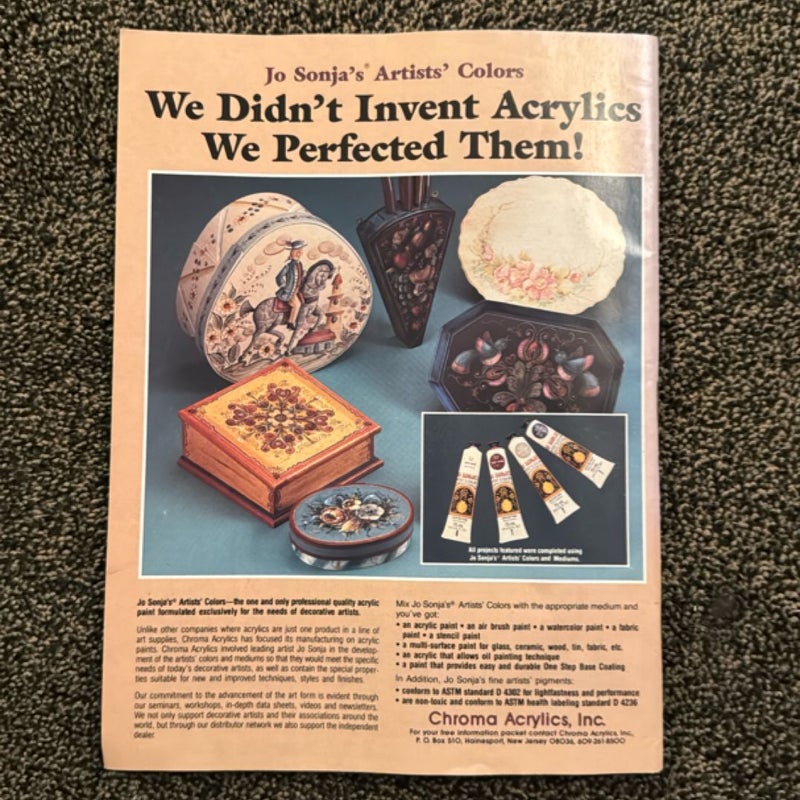 Jo Sonja's® Artists' Colors
We Didn't Invent Acrylics
We Perfected Them!
All projects featured were completed using
Jo Sonja's® Artists' Colors and Mediums.
Jo Sonja's® Artists' Colors—the one and only professional quality acrylic
paint formulated exclusively for the needs of decorative artists.
Unlike other companies where acrylics are just one product in a line of
art supplies, Chroma Acrylics has focused its manufacturing on acrylic
paints. Chroma Acrylics involved leading artist Jo Sonja in the develop-
ment of the artists' colors and mediums so that they would meet the specific
needs of today's decorative artists, as well as contain the special proper-
ties suitable for new and improved techniques, styles and finishes.
Our commitment to the advancement of the art form is evident through
our seminars, workshops, in-depth data sheets, videos and newsletters.
We not only support decorative artists and their associations around the
world, but through our distributor network we also support the independent
dealer.
Mix Jo Sonja's® Artists' Colors with the appropriate medium and
you've got:
• an acrylic paint • an air brush paint • a watercolor paint • a fabric
paint • a stencil paint
• a multi-surface paint for glass, ceramic, wood, tin, fabric, etc.
• an acrylic that allows oil painting technique
• a paint that provides easy and durable One Step Base Coating
In Addition, Jo Sonja's fine artists' pigments:
• conform to ASTM standard D 4302 for lightfastness and performance
• are non-toxic and conform to ASTM health labeling standard D 4236
Chroma Acrylics, Inc.
For your free information packet contact Chroma Acrylics, Inc.,
P. O. Box 510, Hainesport, New Jersey 08036, 609-261-8500